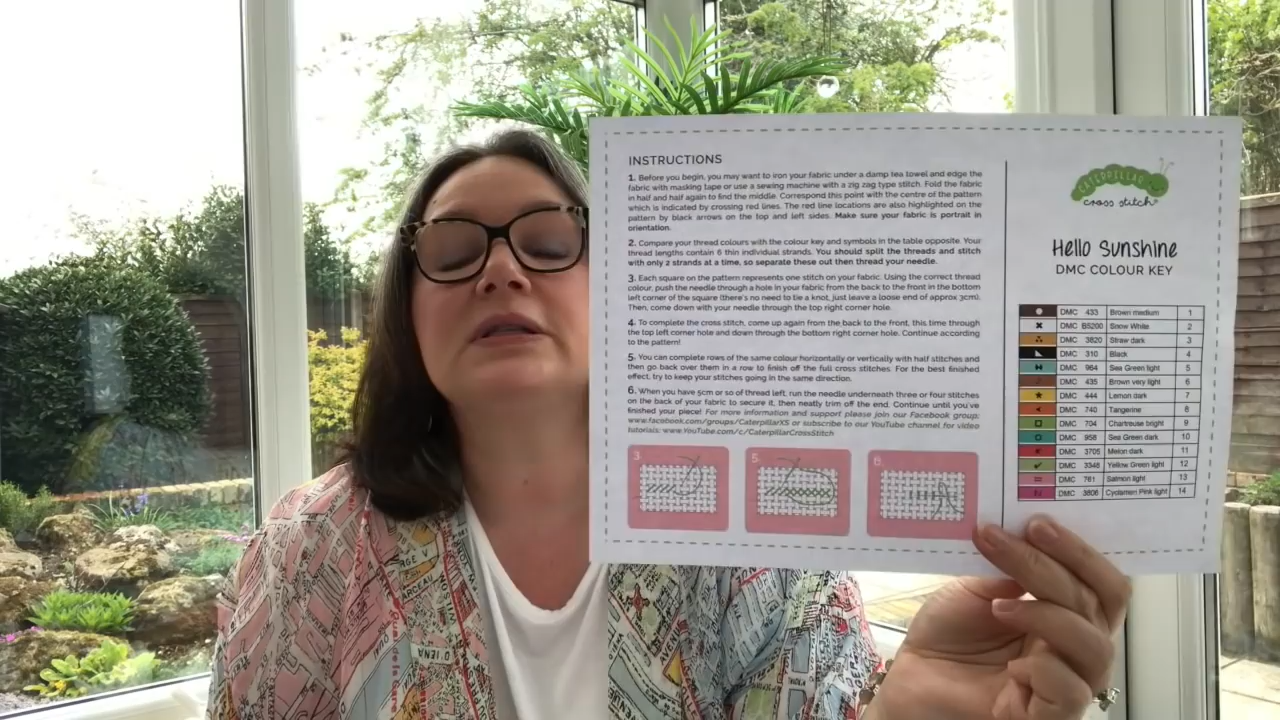 INSTRUCTIONS
1. Before you begin, you may want to iron your fabric under a damp tea towel and edge the
fabric with masking tape or use a sewing machine with a zig zag type stitch. Fold the fabric
in half and half again to find the middle. Correspond this point with the centre of the pattern
which is indicated by crossing red lines. The red line locations are also highlighted on the
pattern by black arrows on the top and left sides. Make sure your fabric is portrait in
orientation.
2. Compare your thread colours with the colour key and symbols in the table opposite. Your
thread lengths contain 6 thin individual strands. You should split the threads and stitch
with only 2 strands at a time, so separate these out then thread your needle.
3. Each square on the pattern represents one stitch on your fabric. Using the correct thread
colour, push the needle through a hole in your fabric from the back to the front in the bottom
left corner of the square (there's no need to tie a knot, just leave a loose end of approx 3cm).
Then, come down with your needle through the top right corner hole.
4. To complete the cross stitch, come up again from the back to the front, this time through
the top left corner hole and down through the bottom right corner hole. Continue according
to the pattern!
5. You can complete rows of the same colour horizontally or vertically with half stitches and
then go back over them in a row to finish off the full cross stitches. For the best finished
effect, try to keep your stitches going in the same direction.
6. When you have 5cm or so of thread left, run the needle underneath three or four stitches
on the back of your fabric to secure it, then neatly trim off the end. Continue until you've
finished your piece! For more information and support please join our Facebook group:
www.facebook.com/groups/CaterpillarXS or subscribe to our YouTube channel for video
tutorials: www.YouTube.com/c/CaterpillarCrossStitch
3.
5.
6.
CATERPILLAR
cross stitch
Hello Sunshine
DMC COLOUR KEY
DMC 433 Brown medium 1
DMC B5200 Snow White 2
DMC 3820 Straw dark 3
DMC 310 Black 4
DMC 964 Sea Green light 5
DMC 435 Brown very light 6
DMC 444 Lemon dark 7
DMC 740 Tangerine 8
DMC 704 Chartreuse bright 9
DMC 958 Sea Green dark 10
DMC 3705 Melon dark 11
DMC 3348 Yellow Green light 12
DMC 761 Salmon light 13
DMC 3806 Cyclamen Pink light 14
D'IENA